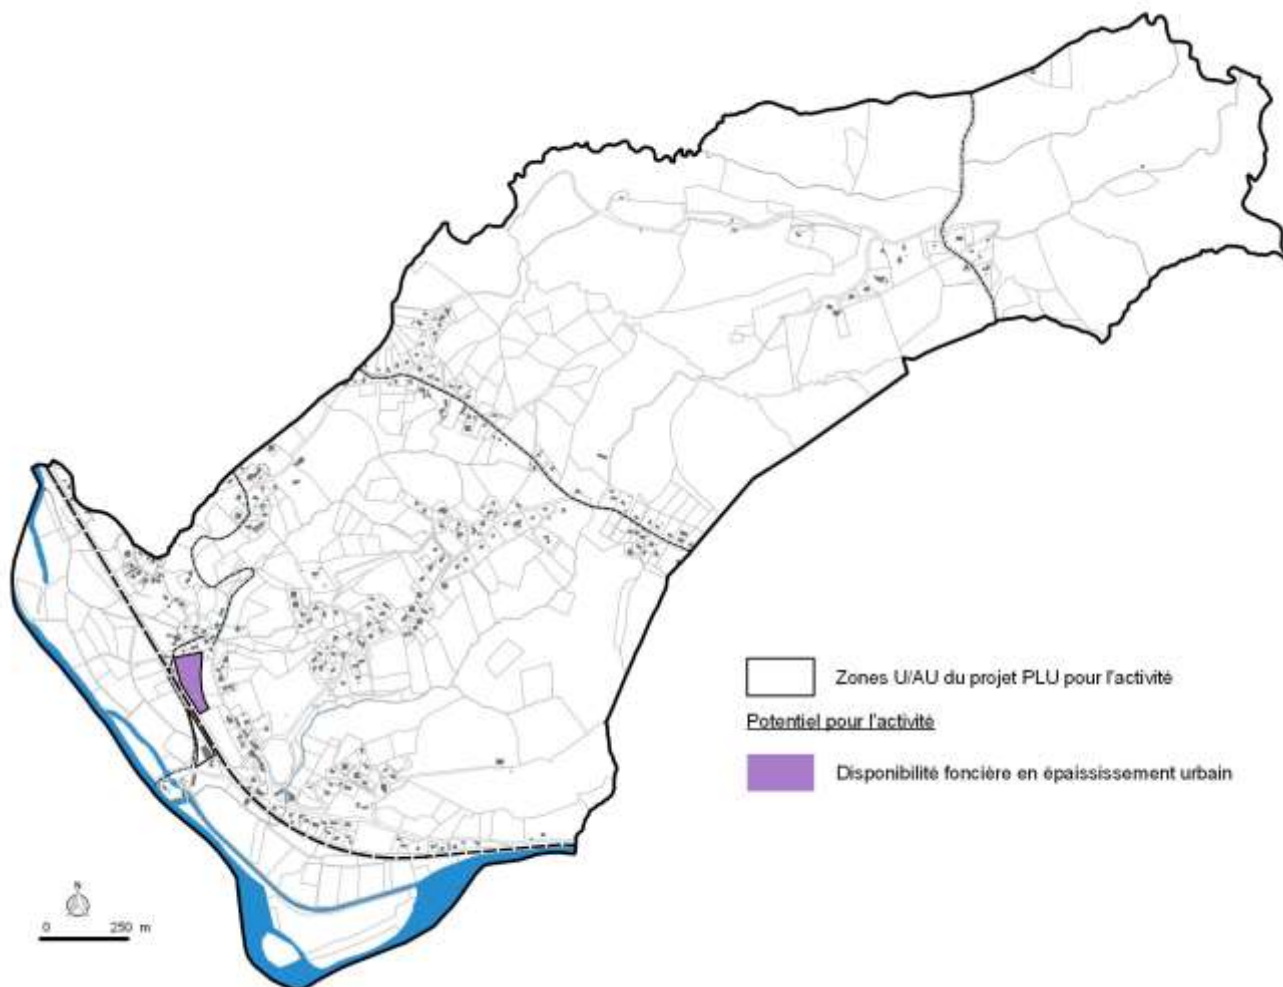 Zones U/AU du projet PLU pour l'activité
Potentiel pour l'activité
Disponibilité foncière en épaississement urbain
N
0 250 m